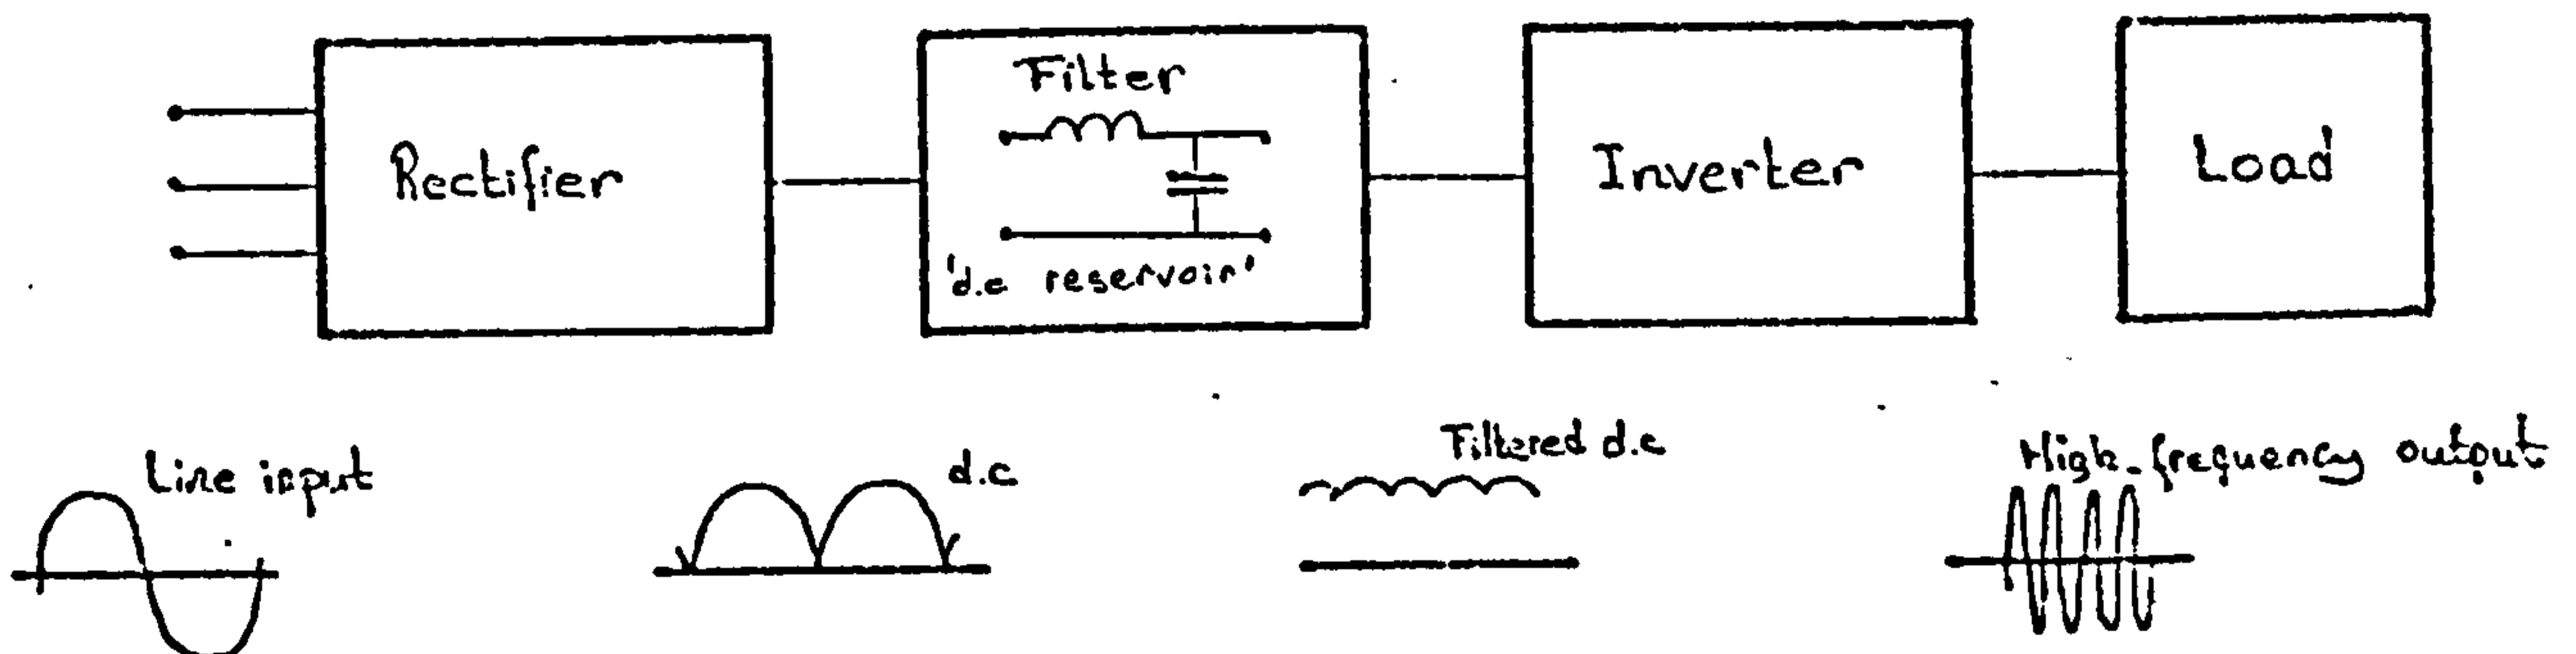 Rectifier
Filter
'd.c reservoir'
Inverter
Load
Line input
d.c
Filtered d.c
High-frequency output